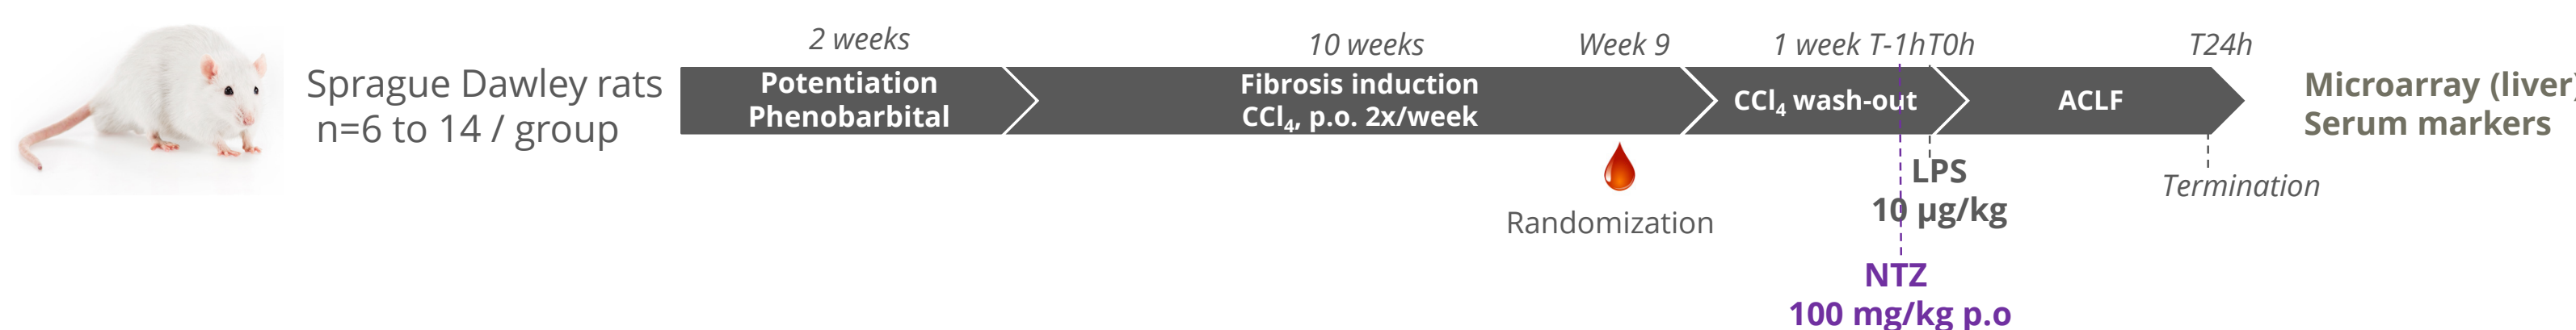 2 weeks
10 weeks
Week 9
1 week T-1h T0h
T24h
Sprague Dawley rats
n=6 to 14 / group
Potentiation
Phenobarbital
Fibrosis induction
CCl₄, p.o. 2x/week
CCl₄ wash-out
ACLF
Microarray (liver)
Serum markers
Randomization
LPS
10 µg/kg
Termination
NTZ
100 mg/kg p.o